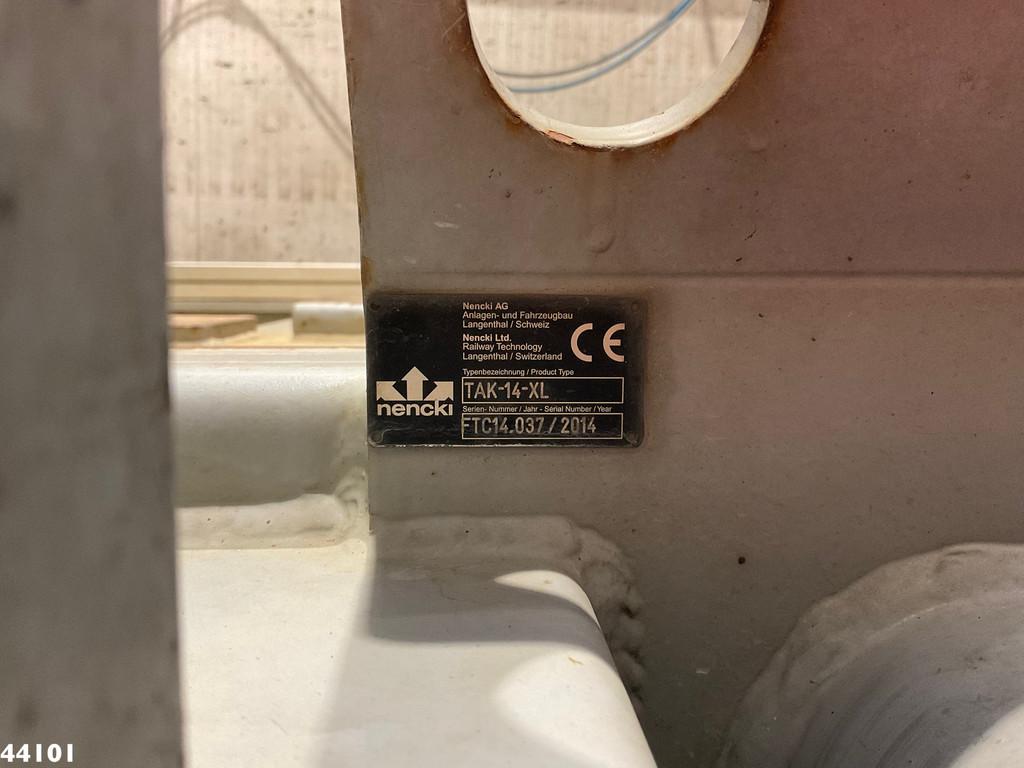 Nencki AG
Anlagen- und Fahrzeugbau
Langenthal / Schweiz
Nencki Ltd.
Railway Technology
Langenthal / Switzerland
CE
Typenbezeichnung / Product Type
TAK-14-XL
nencki
Serien- Nummer / Jahr - Serial Number / Year
FTC14.037 / 2014
44101